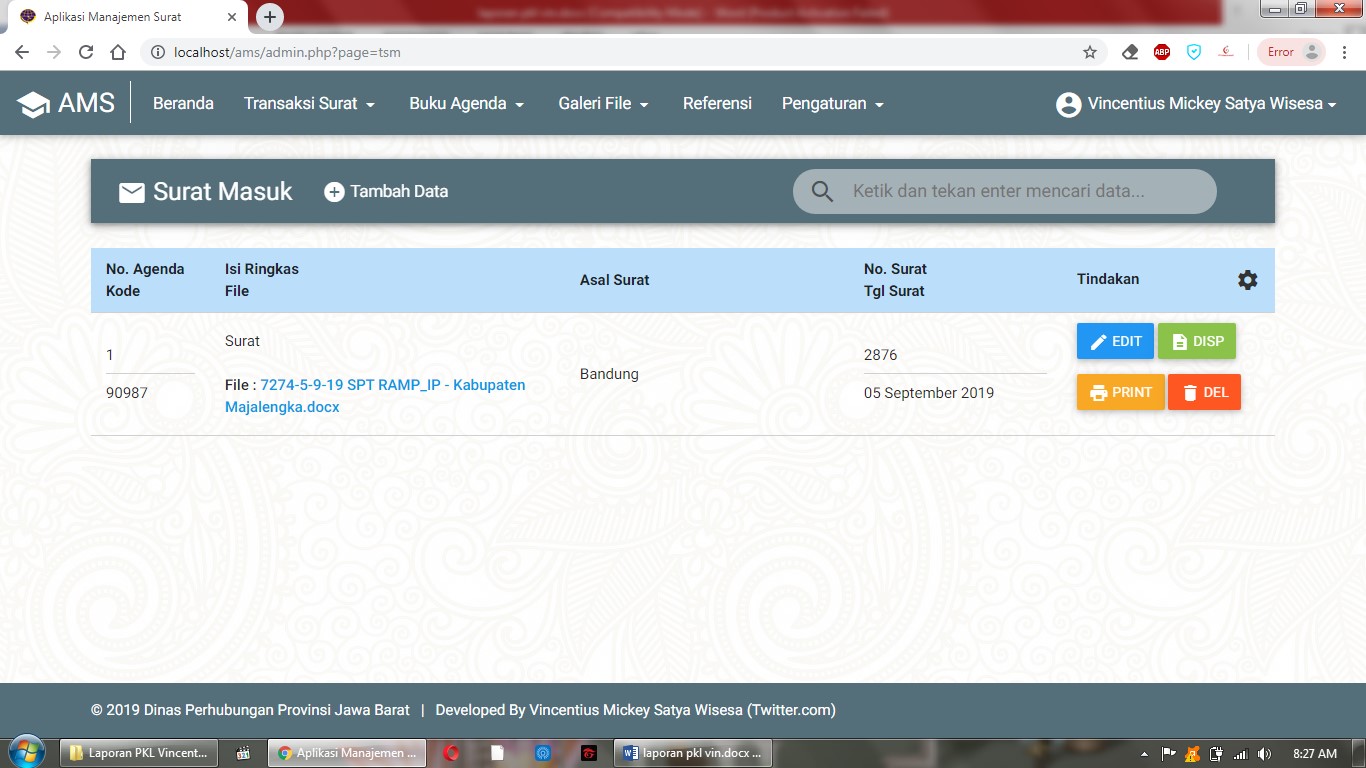 Aplikasi Manajemen Surat
localhost/ams/admin.php?page=tsm
ABP
Error
AMS
Beranda
Transaksi Surat
Buku Agenda
Galeri File
Referensi
Pengaturan
Vincentius Mickey Satya Wisesa
Surat Masuk
Tambah Data
Ketik dan tekan enter mencari data...
No. Agenda
Kode
Isi Ringkas
File
Asal Surat
No. Surat
Tgl Surat
Tindakan
1
90987
Surat
File : 7274-5-9-19 SPT RAMP_IP - Kabupaten
Majalengka.docx
Bandung
2876
05 September 2019
EDIT
DISP
PRINT
DEL
© 2019 Dinas Perhubungan Provinsi Jawa Barat | Developed By Vincentius Mickey Satya Wisesa (Twitter.com)
Laporan PKL Vincent...
Aplikasi Manajemen ...
laporan pkl vin.docx ...
8:27 AM